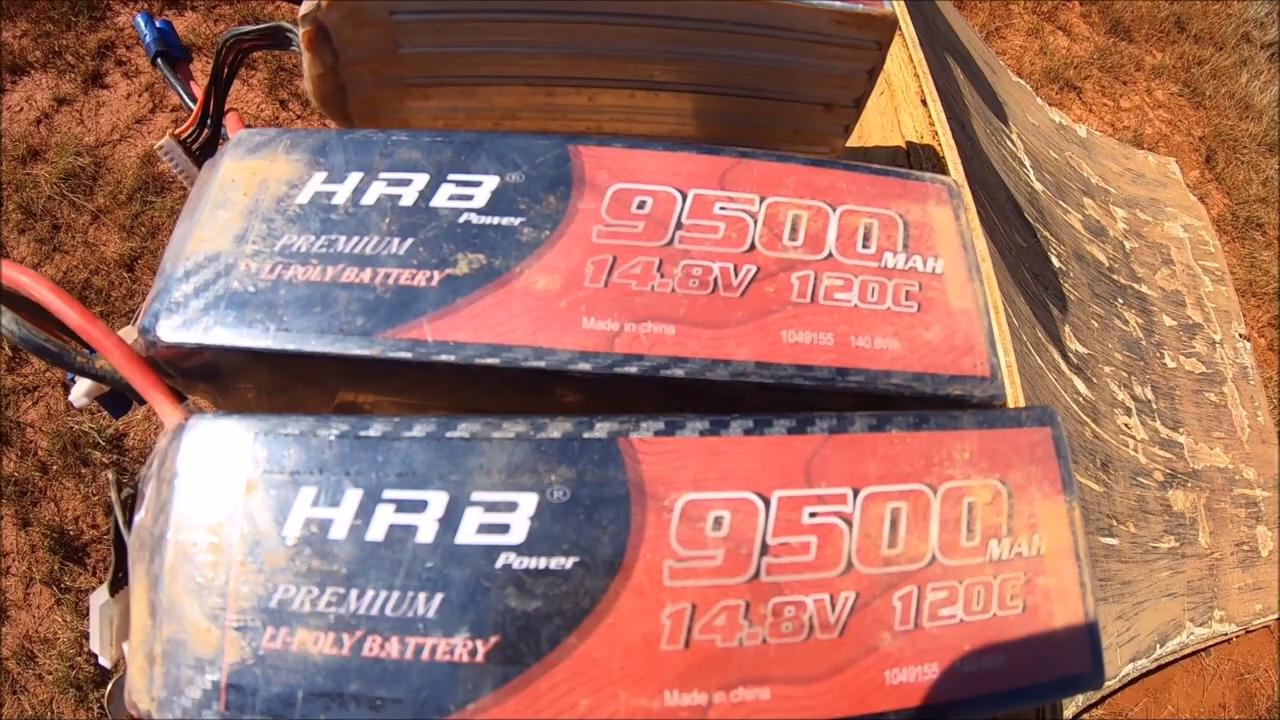 HRB®
Power
PREMIUM
LI-POLY BATTERY
9500MAH
14.8V 120C
Made in china
1049155 140.6Wh
HRB®
Power
PREMIUM
LI-POLY BATTERY
9500MAH
14.8V 120C
Made in china
1049155